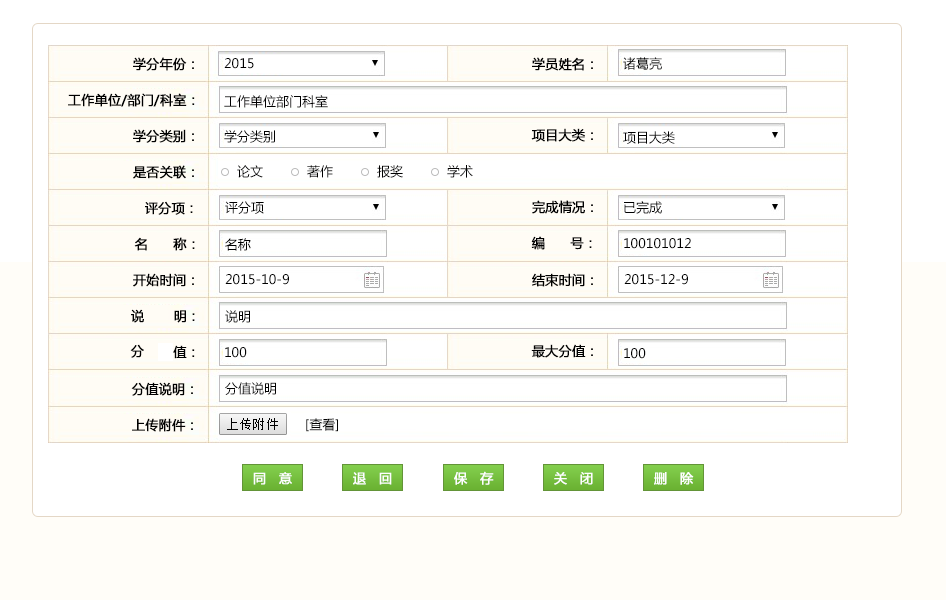 学分年份： 2015 学员姓名： 诸葛亮
工作单位/部门/科室： 工作单位部门科室
学分类别： 学分类别 项目大类： 项目大类
是否关联： 论文 著作 报奖 学术
评分项： 评分项 完成情况： 已完成
名 称： 名称 编 号： 100101012
开始时间： 2015-10-9 结束时间： 2015-12-9
说 明： 说明
分 值： 100 最大分值： 100
分值说明： 分值说明
上传附件： 上传附件 [查看]
同 意 退 回 保 存 关 闭 删 除